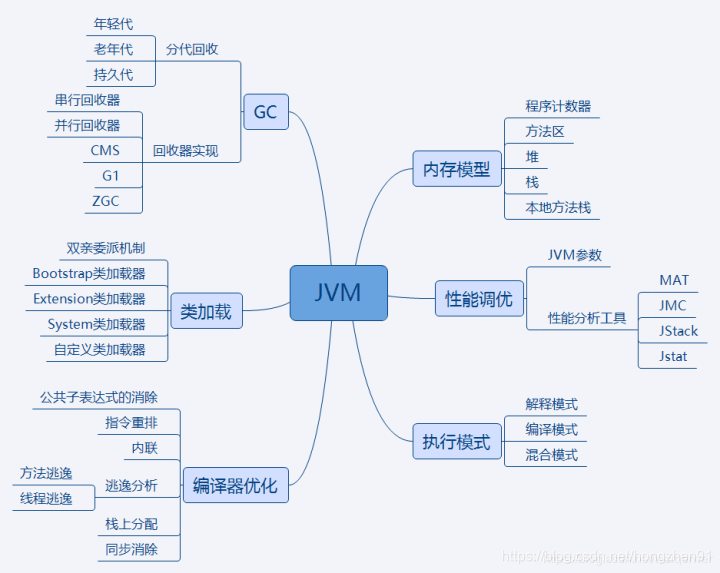 JVM
GC
分代回收
年轻代
老年代
持久代
回收器实现
串行回收器
并行回收器
CMS
G1
ZGC
类加载
双亲委派机制
Bootstrap类加载器
Extension类加载器
System类加载器
自定义类加载器
编译器优化
公共子表达式的消除
指令重排
内联
逃逸分析
方法逃逸
线程逃逸
栈上分配
同步消除
内存模型
程序计数器
方法区
堆
栈
本地方法栈
性能调优
JVM参数
性能分析工具
MAT
JMC
JStack
Jstat
执行模式
解释模式
编译模式
混合模式